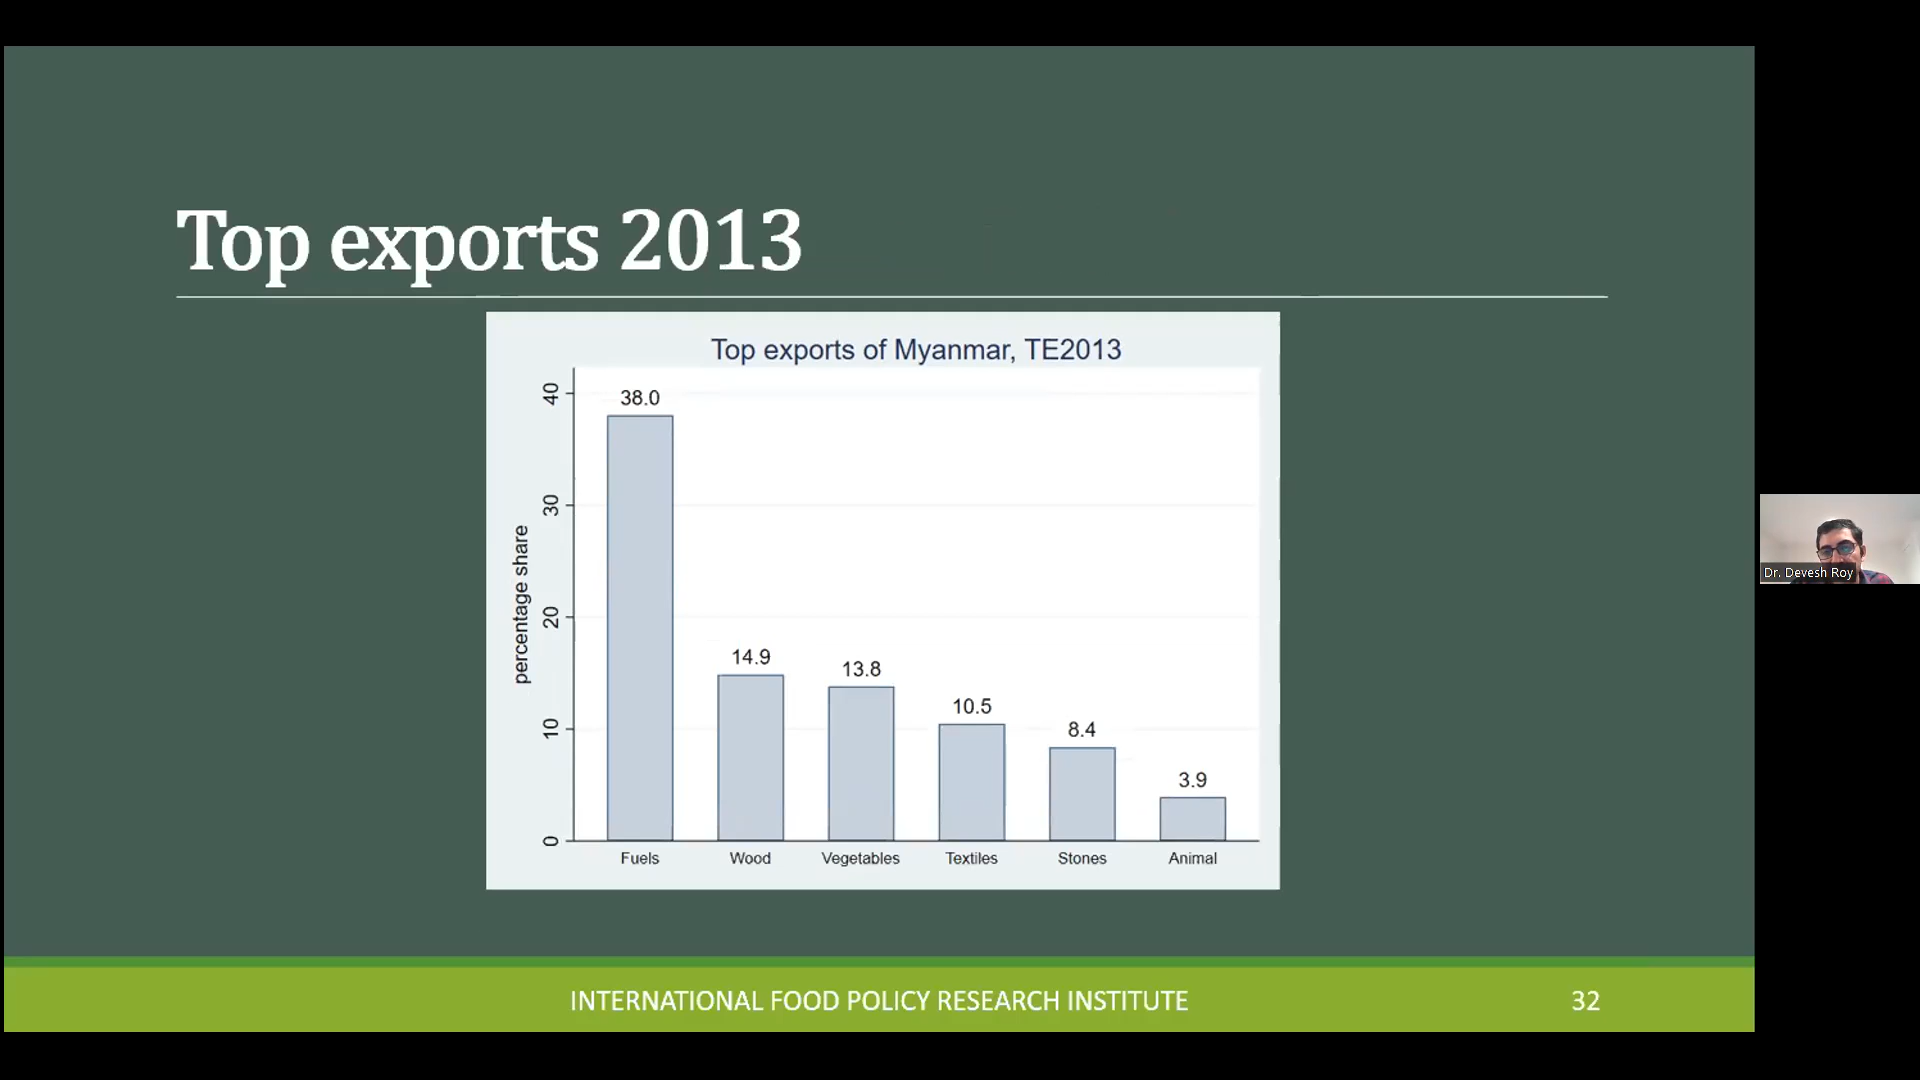 Top exports 2013
Top exports of Myanmar, TE2013
percentage share
40
30
20
10
0
38.0
14.9
13.8
10.5
8.4
3.9
Fuels
Wood
Vegetables
Textiles
Stones
Animal
Dr. Devesh Roy
INTERNATIONAL FOOD POLICY RESEARCH INSTITUTE
32